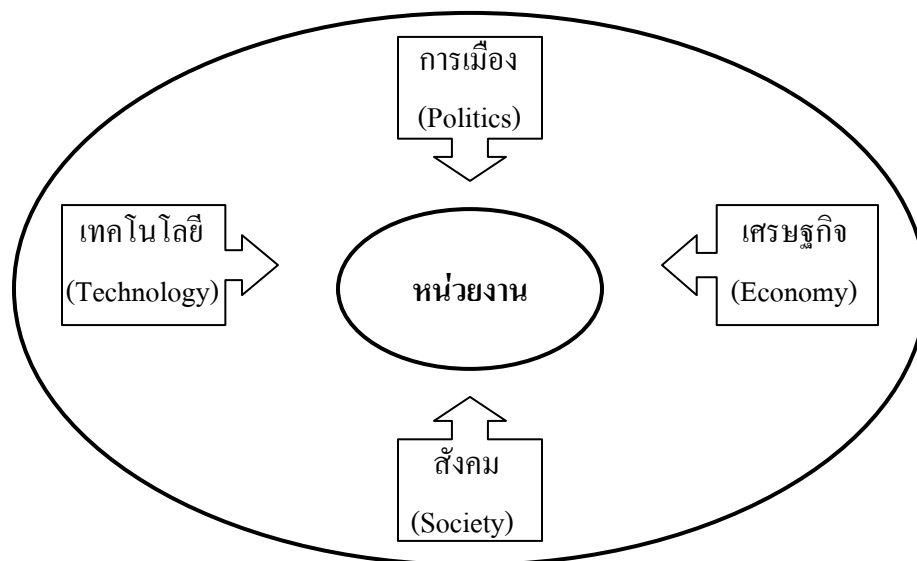 การเมือง
(Politics)
เทคโนโลยี
(Technology)
หน่วยงาน
เศรษฐกิจ
(Economy)
สังคม
(Society)